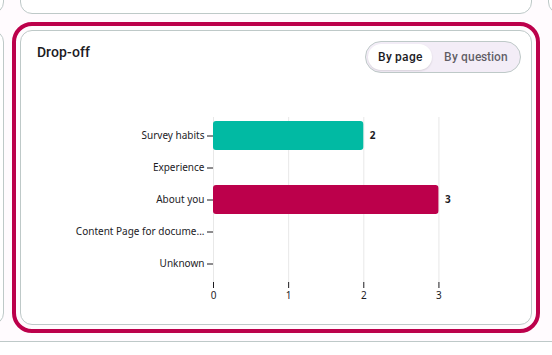 Drop-off
By page By question
Survey habits 2
Experience
About you 3
Content Page for docume...
Unknown
0 1 2 3